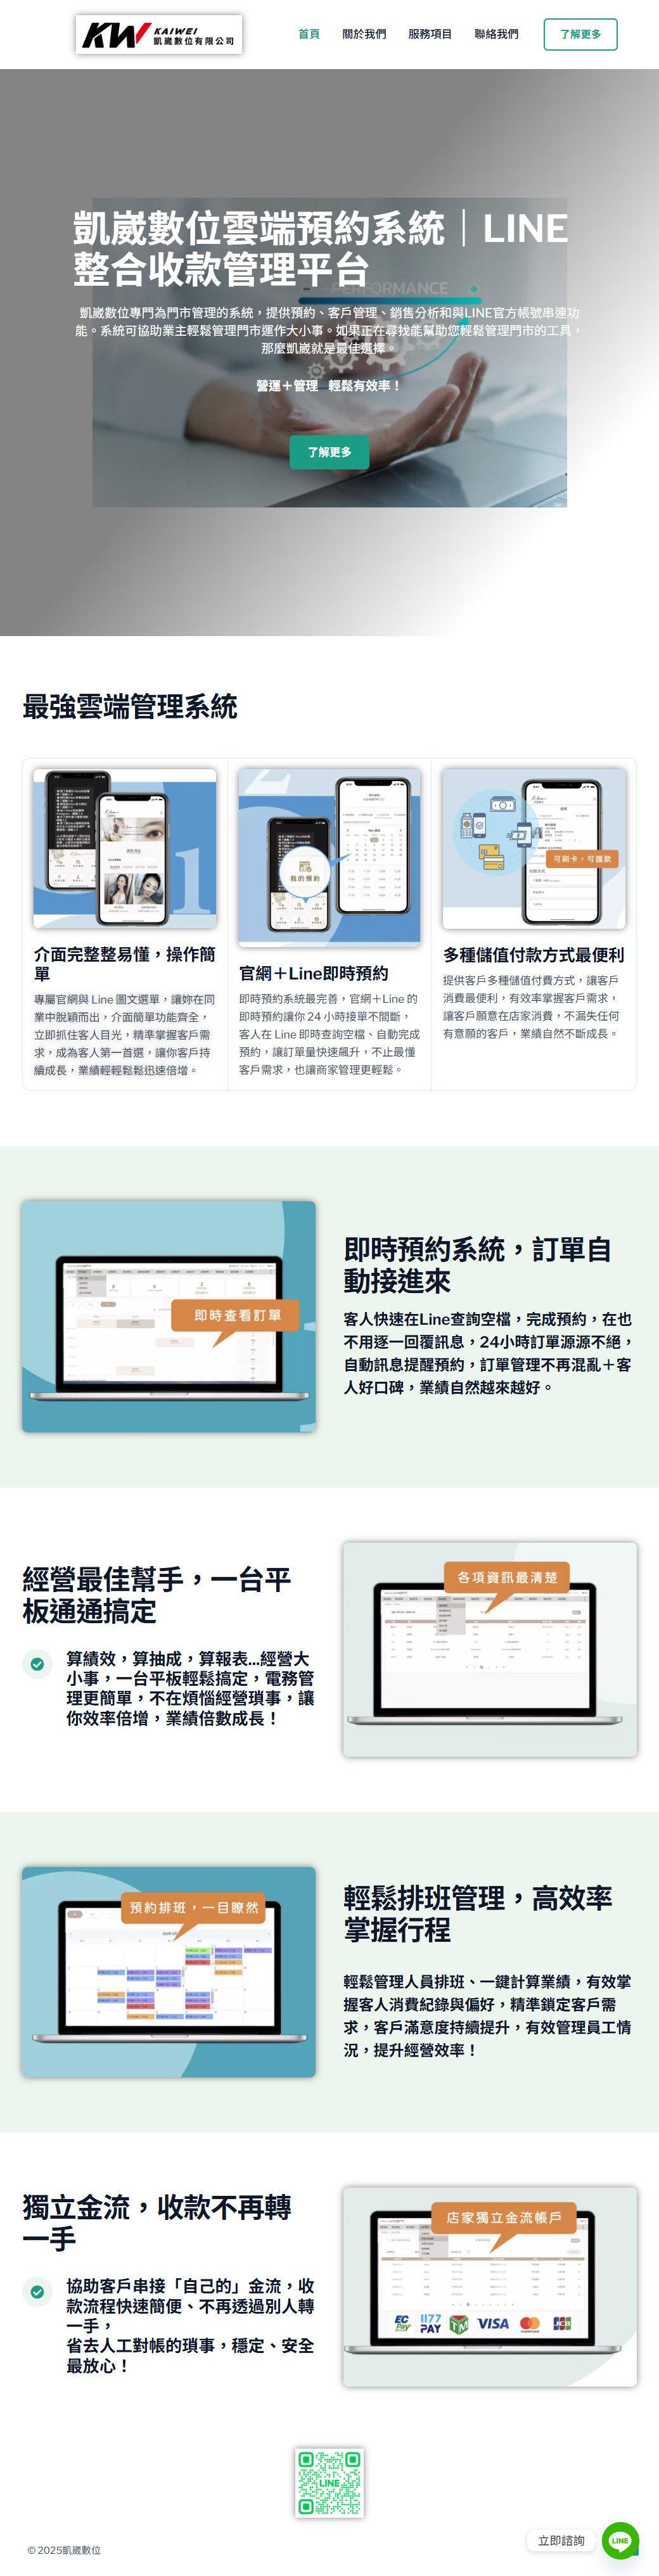 KW KAIWEI
凱崴數位有限公司
首頁
關於我們
服務項目
聯絡我們
了解更多
凱崴數位雲端預約系統｜LINE
整合收款管理平台
PERFORMANCE
凱崴數位專門為門市管理的系統，提供預約、客戶管理、銷售分析和與LINE官方帳號串連功
能。系統可協助業主輕鬆管理門市運作大小事。如果正在尋找能幫助您輕鬆管理門市的工具，
那麼凱崴就是最佳選擇。
營運＋管理 輕鬆有效率！
了解更多
最強雲端管理系統
1
2
我的預約
可刷卡，可匯款
介面完整整易懂，操作簡
單
專屬官網與 Line 圖文選單，讓妳在同
業中脫穎而出，介面簡單功能齊全，
立即抓住客人目光，精準掌握客戶需
求，成為客人第一首選，讓你客戶持
續成長，業績輕輕鬆鬆迅速倍增。
官網＋Line即時預約
即時預約系統最完善，官網＋Line 的
即時預約讓你 24 小時接單不間斷，
客人在 Line 即時查詢空檔、自動完成
預約，讓訂單量快速飆升，不止最懂
客戶需求，也讓商家管理更輕鬆。
多種儲值付款方式最便利
提供客戶多種儲值付費方式，讓客戶
消費最便利，有效率掌握客戶需求，
讓客戶願意在店家消費，不漏失任何
有意願的客戶，業績自然不斷成長。
即時查看訂單
即時預約系統，訂單自
動接進來
客人快速在Line查詢空檔，完成預約，在也
不用逐一回覆訊息，24小時訂單源源不絕，
自動訊息提醒預約，訂單管理不再混亂＋客
人好口碑，業績自然越來越好。
經營最佳幫手，一台平
板通通搞定
算績效，算抽成，算報表...經營大
小事，一台平板輕鬆搞定，電務管
理更簡單，不在煩惱經營瑣事，讓
你效率倍增，業績倍數成長！
各項資訊最清楚
預約排班，一目瞭然
輕鬆排班管理，高效率
掌握行程
輕鬆管理人員排班、一鍵計算業績，有效掌
握客人消費紀錄與偏好，精準鎖定客戶需
求，客戶滿意度持續提升，有效管理員工情
況，提升經營效率！
獨立金流，收款不再轉
一手
協助客戶串接「自己的」金流，收
款流程快速簡便、不再透過別人轉
一手，
省去人工對帳的瑣事，穩定、安全
最放心！
店家獨立金流帳戶
ECPay
1177 PAY
VISA
mastercard
JCB
LINE
© 2025凱崴數位
立即諮詢
LINE